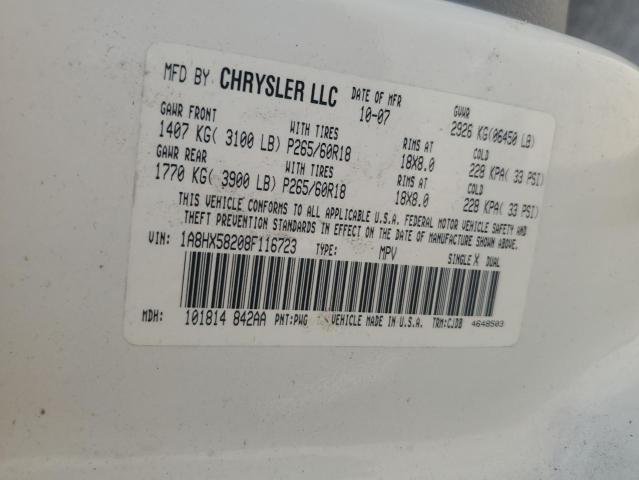 MFD BY CHRYSLER LLC DATE OF MFR 10-07 GVWR 2926 KG(06450 LB)
GAWR FRONT WITH TIRES RIMS AT COLD
1407 KG( 3100 LB) P265/60R18 18X8.0 228 KPA( 33 PSI)
GAWR REAR WITH TIRES RIMS AT COLD
1770 KG( 3900 LB) P265/60R18 18X8.0 228 KPA( 33 PSI)
THIS VEHICLE CONFORMS TO ALL APPLICABLE U.S.A. FEDERAL MOTOR VEHICLE SAFETY AND
THEFT PREVENTION STANDARDS IN EFFECT ON THE DATE OF MANUFACTURE SHOWN ABOVE.
VIN: 1A8HX58208F116723 TYPE: MPV SINGLE X DUAL
MDH: 101814 842AA PNT:PWG VEHICLE MADE IN U.S.A. TRM:CJDB 4648503